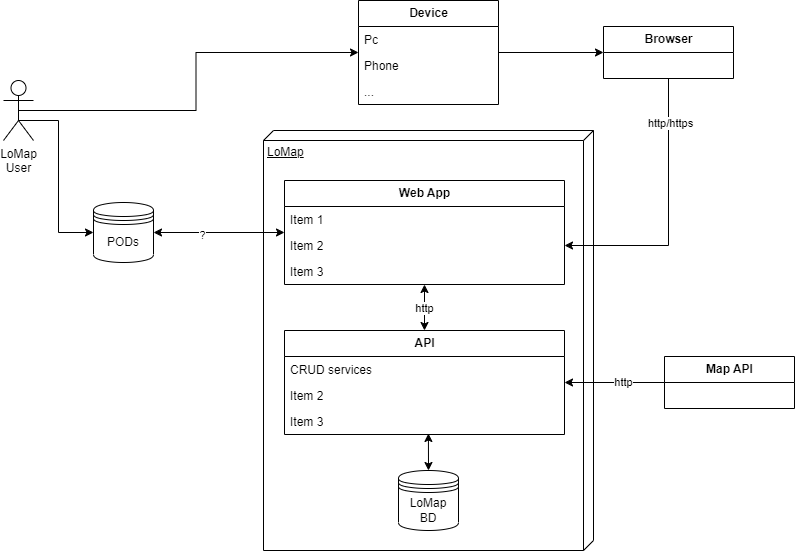 Device
Pc
Phone
...
Browser
http/https
LoMap
User
LoMap
Web App
Item 1
Item 2
Item 3
PODs
?
http
API
CRUD services
Item 2
Item 3
http
Map API
LoMap
BD